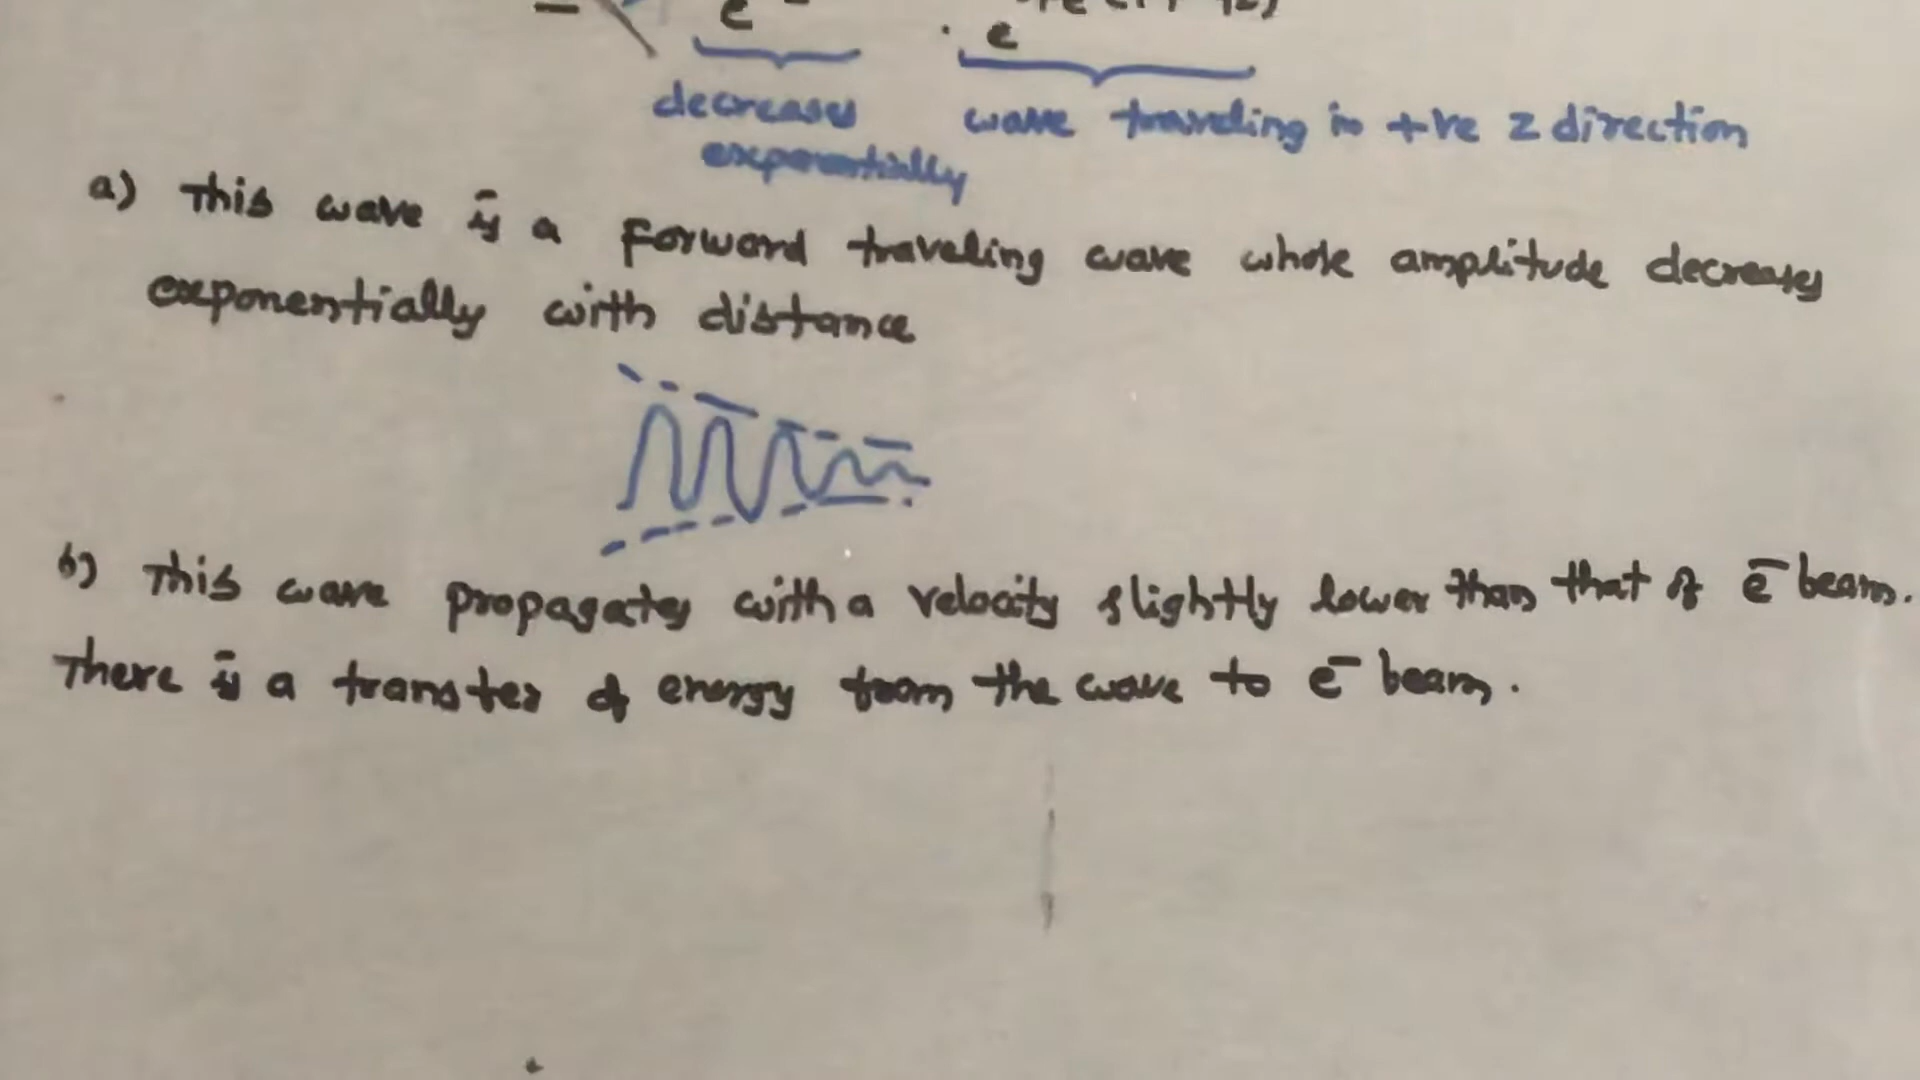 e e
decreases wave traveling in +ve z direction
exponentially
a) This wave is a forward traveling wave whose amplitude decreases
exponentially with distance
b) This wave propagates with a velocity slightly lower than that of e⁻ beam.
There is a transfer of energy from the wave to e⁻ beam.